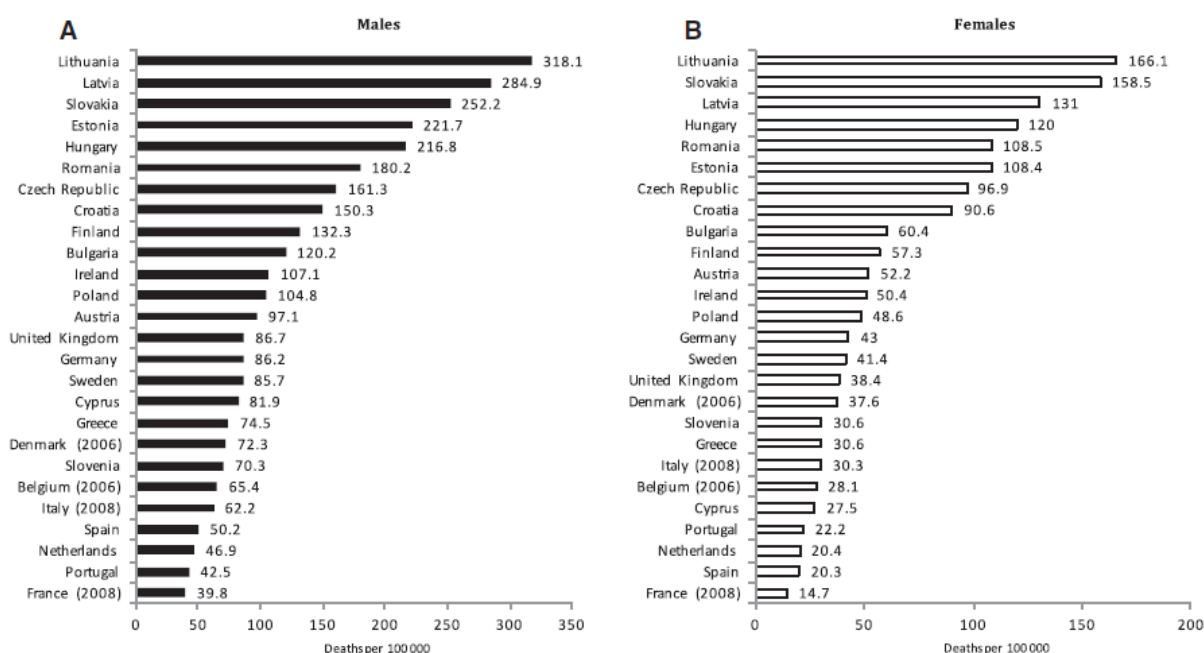 A
Males
Lithuania 318.1
Latvia 284.9
Slovakia 252.2
Estonia 221.7
Hungary 216.8
Romania 180.2
Czech Republic 161.3
Croatia 150.3
Finland 132.3
Bulgaria 120.2
Ireland 107.1
Poland 104.8
Austria 97.1
United Kingdom 86.7
Germany 86.2
Sweden 85.7
Cyprus 81.9
Greece 74.5
Denmark (2006) 72.3
Slovenia 70.3
Belgium (2006) 65.4
Italy (2008) 62.2
Spain 50.2
Netherlands 46.9
Portugal 42.5
France (2008) 39.8
0 50 100 150 200 250 300 350
Deaths per 100 000
B
Females
Lithuania 166.1
Slovakia 158.5
Latvia 131
Hungary 120
Romania 108.5
Estonia 108.4
Czech Republic 96.9
Croatia 90.6
Bulgaria 60.4
Finland 57.3
Austria 52.2
Ireland 50.4
Poland 48.6
Germany 43
Sweden 41.4
United Kingdom 38.4
Denmark (2006) 37.6
Slovenia 30.6
Greece 30.6
Italy (2008) 30.3
Belgium (2006) 28.1
Cyprus 27.5
Portugal 22.2
Netherlands 20.4
Spain 20.3
France (2008) 14.7
0 50 100 150 200
Deaths per 100 000